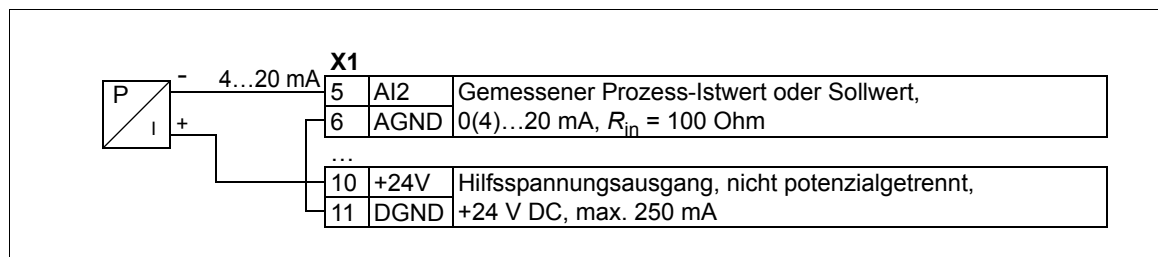 X1
- 4…20 mA
P
I +
5 AI2 Gemessener Prozess-Istwert oder Sollwert,
6 AGND 0(4)…20 mA, Rin = 100 Ohm
…
10 +24V Hilfsspannungsausgang, nicht potenzialgetrennt,
11 DGND +24 V DC, max. 250 mA